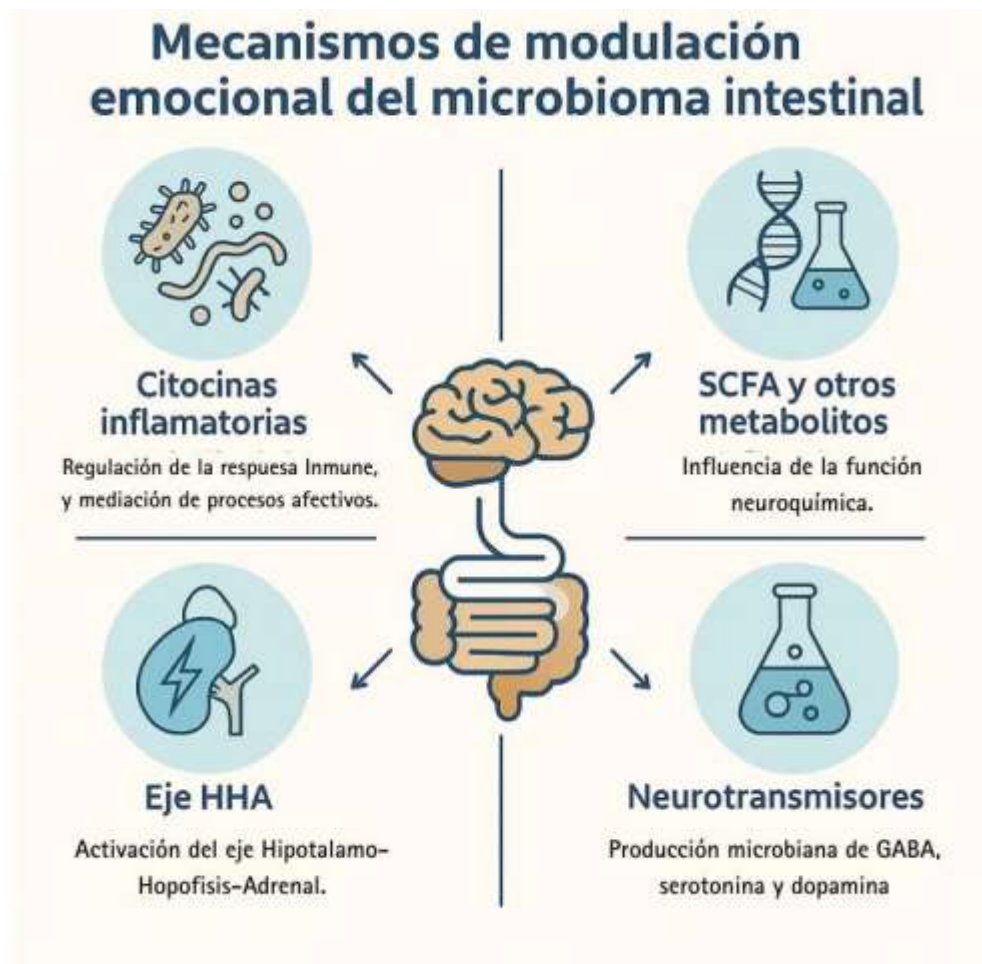 Mecanismos de modulación
emocional del microbioma intestinal
Citocinas
inflamatorias
Regulación de la respuesa Inmune,
y mediación de procesos afectivos.
SCFA y otros
metabolitos
Influencia de la función
neuroquímica.
Eje HHA
Activación del eje Hipotalamo-
Hopofisis-Adrenal.
Neurotransmisores
Producción microbiana de GABA,
serotonina y dopamina